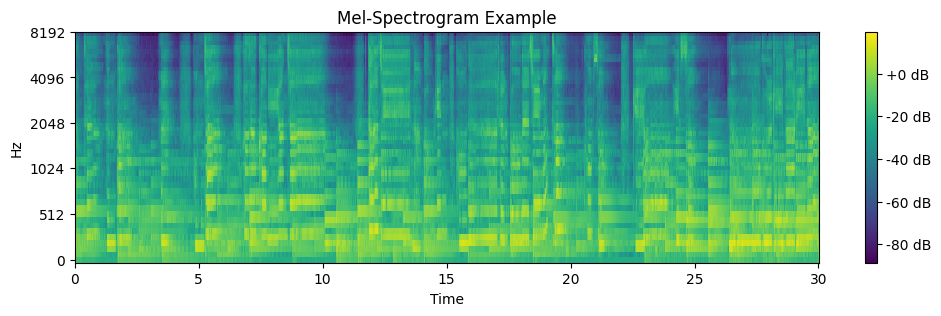 Mel-Spectrogram Example
Hz
8192
4096
2048
1024
512
0
0 5 10 15 20 25 30
Time
+0 dB
-20 dB
-40 dB
-60 dB
-80 dB